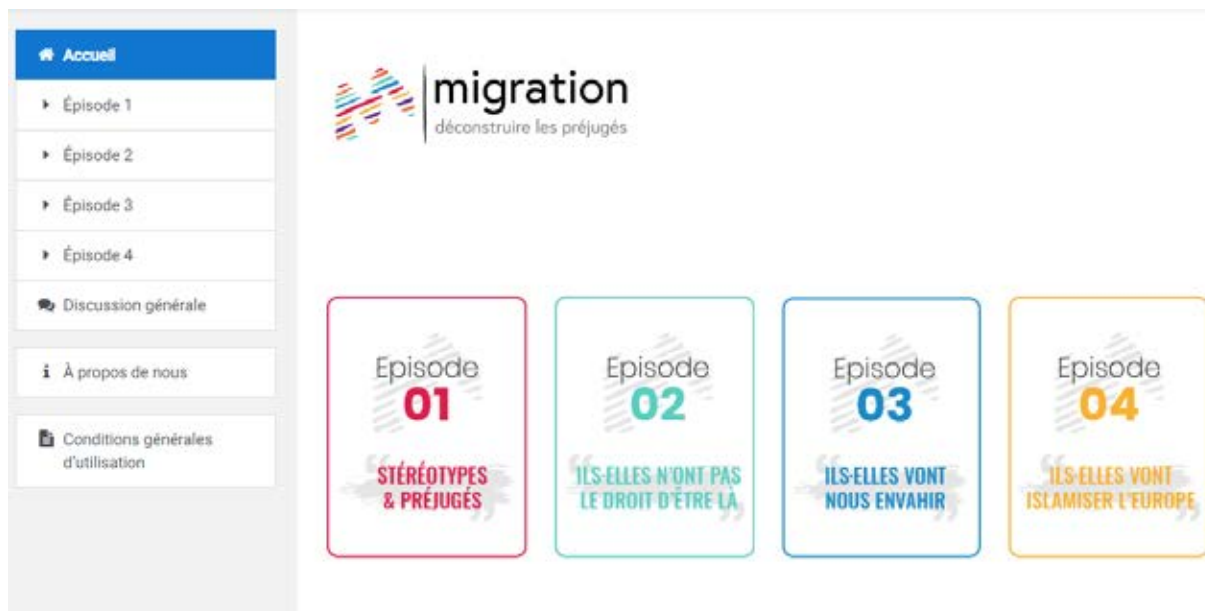 Accueil
Épisode 1
Épisode 2
Épisode 3
Épisode 4
Discussion générale
À propos de nous
Conditions générales
d'utilisation
migration
déconstruire les préjugés
Episode
01
STÉRÉOTYPES
& PRÉJUGÉS
Episode
02
ILS·ELLES N'ONT PAS
LE DROIT D'ÊTRE LÀ
Episode
03
ILS·ELLES VONT
NOUS ENVAHIR
Episode
04
ILS·ELLES VONT
ISLAMISER L'EUROPE